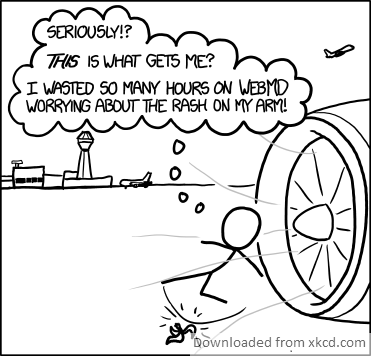 SERIOUSLY!?
THIS IS WHAT GETS ME?
I WASTED SO MANY HOURS ON WEBMD
WORRYING ABOUT THE RASH ON MY ARM!
Downloaded from xkcd.com